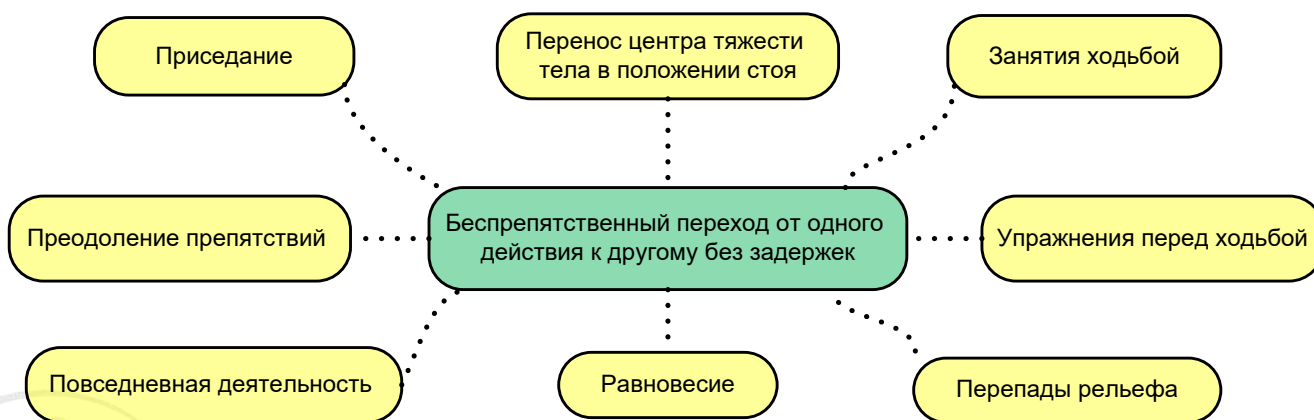 Приседание
Перенос центра тяжести
тела в положении стоя
Занятия ходьбой
Преодоление препятствий
Беспрепятственный переход от одного
действия к другому без задержек
Упражнения перед ходьбой
Повседневная деятельность
Равновесие
Перепады рельефа